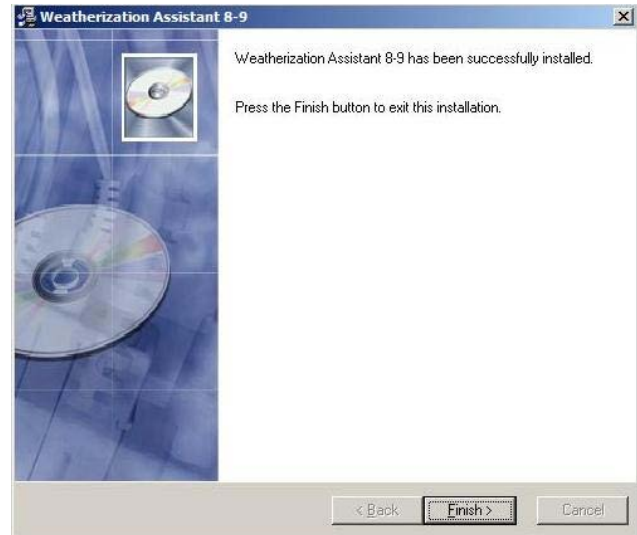 Weatherization Assistant 8-9
Weatherization Assistant 8-9 has been successfully installed.
Press the Finish button to exit this installation.
< Back
Finish >
Cancel